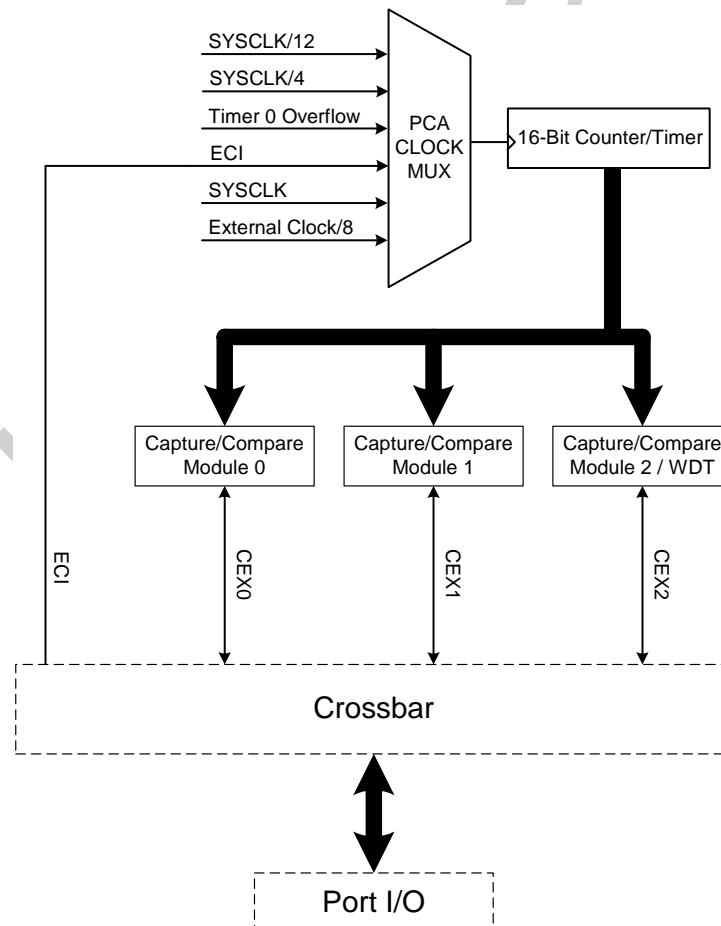 SYSCLK/12
SYSCLK/4
Timer 0 Overflow
ECI
SYSCLK
External Clock/8
PCA
CLOCK
MUX
16-Bit Counter/Timer
Capture/Compare
Module 0
Capture/Compare
Module 1
Capture/Compare
Module 2 / WDT
ECI
CEX0
CEX1
CEX2
Crossbar
Port I/O